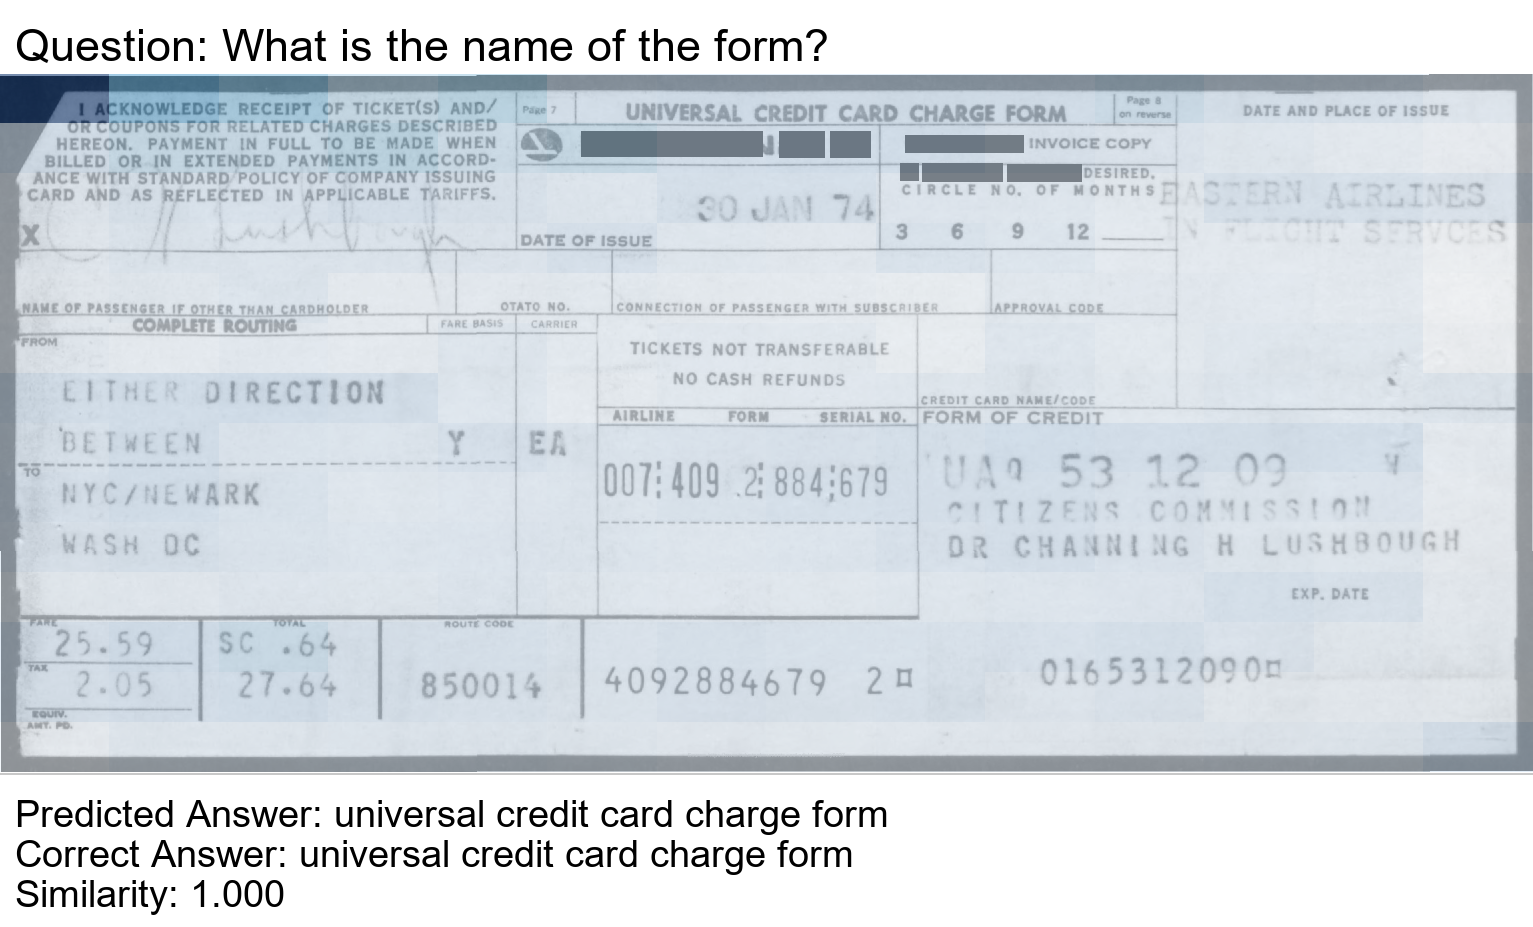 Question: What is the name of the form?
I ACKNOWLEDGE RECEIPT OF TICKET(S) AND/
OR COUPONS FOR RELATED CHARGES DESCRIBED
HEREON. PAYMENT IN FULL TO BE MADE WHEN
BILLED OR IN EXTENDED PAYMENTS IN ACCORD-
ANCE WITH STANDARD POLICY OF COMPANY ISSUING
CARD AND AS REFLECTED IN APPLICABLE TARIFFS.
X
Page 7
UNIVERSAL CREDIT CARD CHARGE FORM
Page 8
on reverse
DATE AND PLACE OF ISSUE
INVOICE COPY
DESIRED.
CIRCLE NO. OF MONTHS
3 6 9 12
30 JAN 74
DATE OF ISSUE
EASTERN AIRLINES
IN FLIGHT SERVCES
NAME OF PASSENGER IF OTHER THAN CARDHOLDER
OTATO NO.
CONNECTION OF PASSENGER WITH SUBSCRIBER
APPROVAL CODE
COMPLETE ROUTING
FARE BASIS
CARRIER
FROM
EITHER DIRECTION
BETWEEN Y EA
TO
NYC/NEWARK
WASH DC
TICKETS NOT TRANSFERABLE
NO CASH REFUNDS
AIRLINE FORM SERIAL NO.
007 409 2 884 679
CREDIT CARD NAME/CODE
FORM OF CREDIT
53 12 09
CITIZENS COMMISSION
DR CHANNING H LUSHBOUGH
EXP. DATE
FARE
25.59
TAX
2.05
EQUIV.
AMT. PD.
TOTAL
SC .64
27.64
ROUTE CODE
850014
4092884679 2¤
0165312090¤
Predicted Answer: universal credit card charge form
Correct Answer: universal credit card charge form
Similarity: 1.000